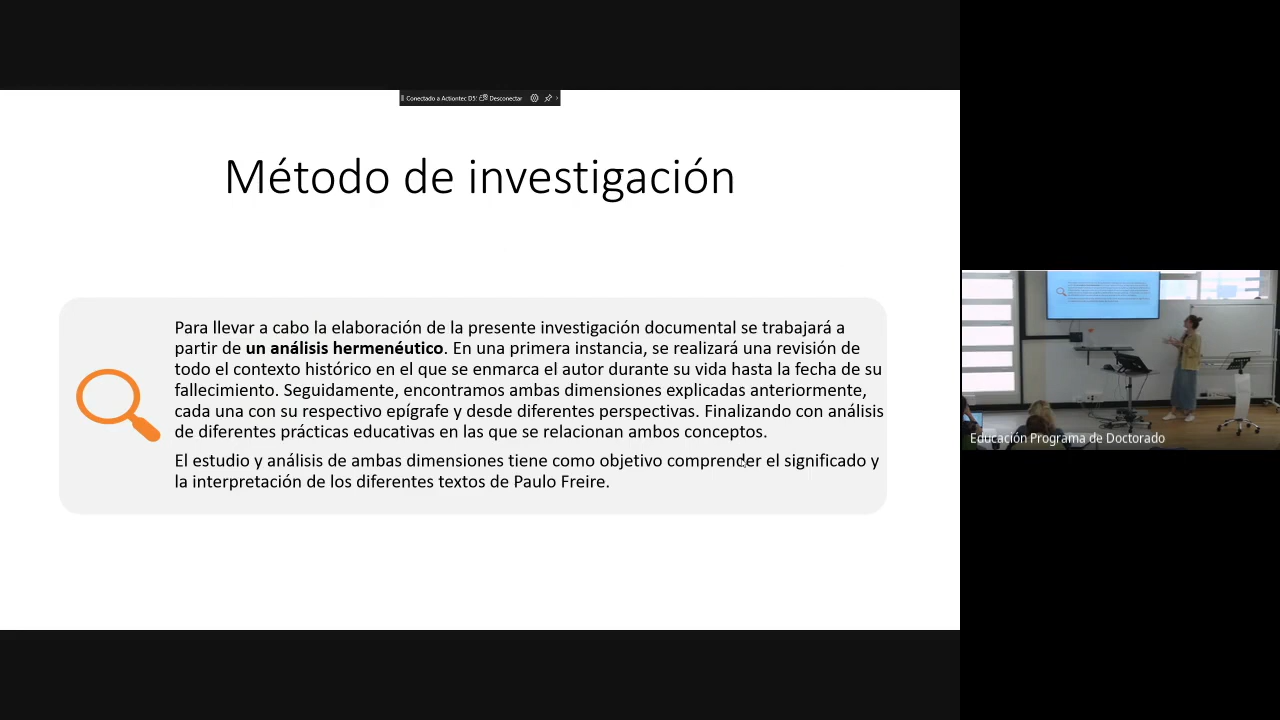 Conectado a Actiontec D5: Desconectar
Método de investigación
Para llevar a cabo la elaboración de la presente investigación documental se trabajará a
partir de un análisis hermenéutico. En una primera instancia, se realizará una revisión de
todo el contexto histórico en el que se enmarca el autor durante su vida hasta la fecha de su
fallecimiento. Seguidamente, encontramos ambas dimensiones explicadas anteriormente,
cada una con su respectivo epígrafe y desde diferentes perspectivas. Finalizando con análisis
de diferentes prácticas educativas en las que se relacionan ambos conceptos.
El estudio y análisis de ambas dimensiones tiene como objetivo comprender el significado y
la interpretación de los diferentes textos de Paulo Freire.
Educación Programa de Doctorado